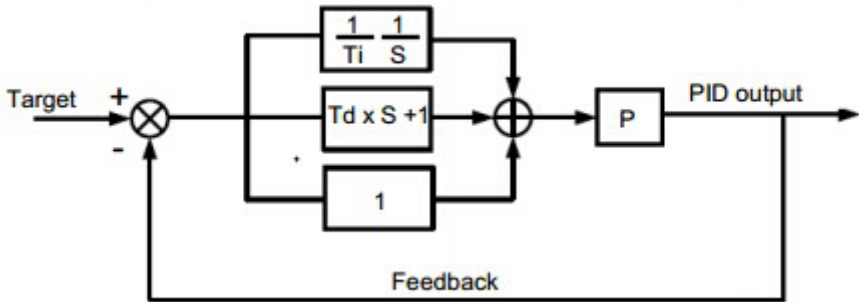 1 1
Ti S
Target
+
-
Td x S +1
1
P
PID output
Feedback